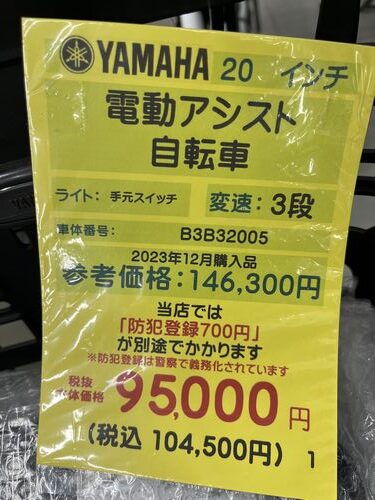 YAMAHA 20 インチ
電動アシスト
自転車
ライト: 手元スイッチ
変速: 3段
車体番号: B3B32005
2023年12月購入品
参考価格:146,300円
当店では
「防犯登録700円」
が別途でかかります
※防犯登録は警察で義務化されています
税抜
本体価格 95,000円
(税込 104,500円) 1